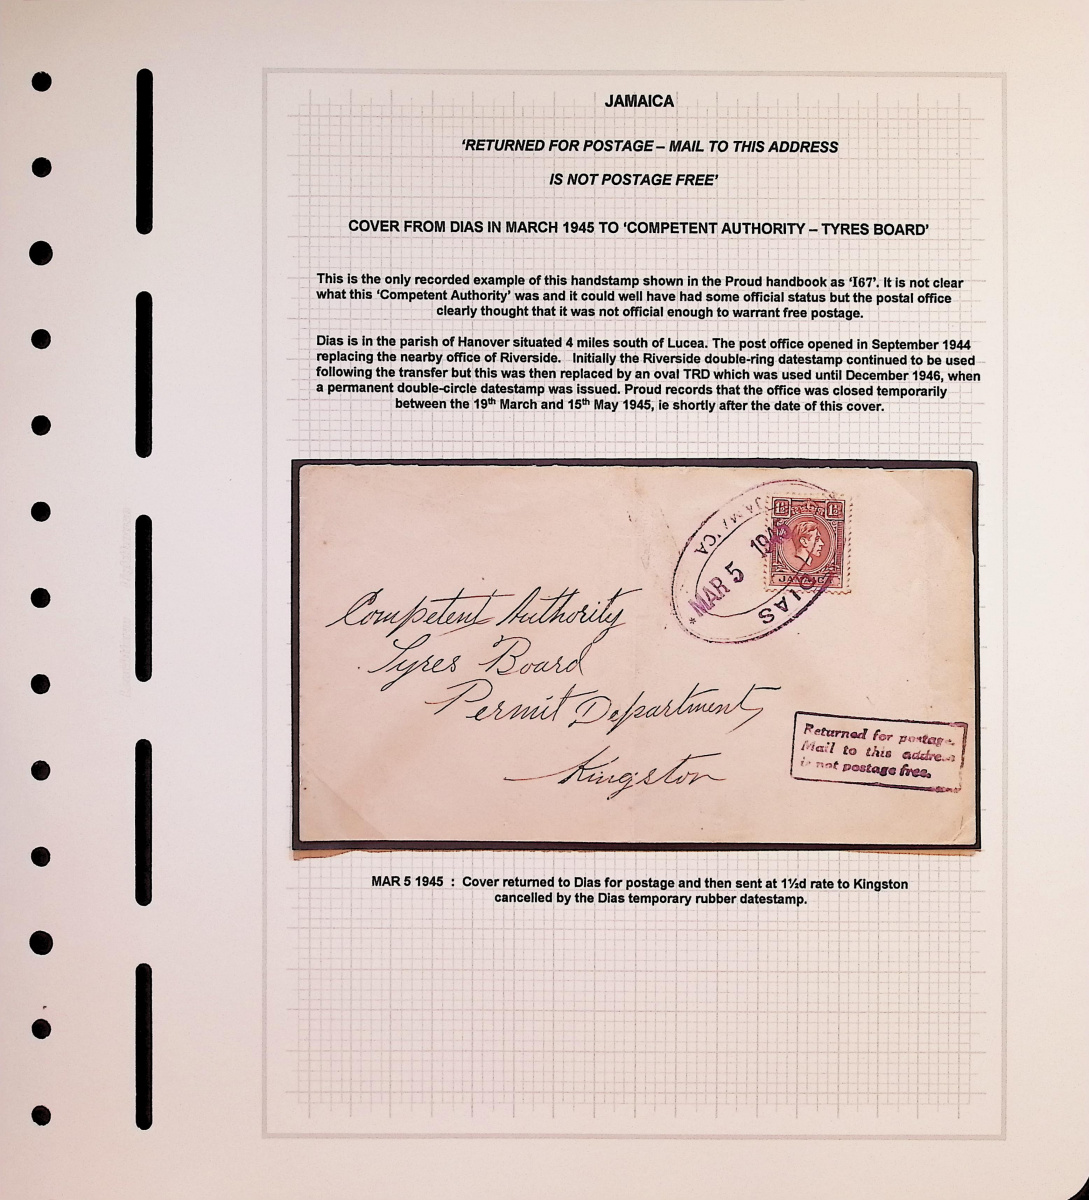 JAMAICA
‘RETURNED FOR POSTAGE – MAIL TO THIS ADDRESS
IS NOT POSTAGE FREE’
COVER FROM DIAS IN MARCH 1945 TO ‘COMPETENT AUTHORITY – TYRES BOARD’
This is the only recorded example of this handstamp shown in the Proud handbook as ‘I67’. It is not clear
what this ‘Competent Authority’ was and it could well have had some official status but the postal office
clearly thought that it was not official enough to warrant free postage.
Dias is in the parish of Hanover situated 4 miles south of Lucea. The post office opened in September 1944
replacing the nearby office of Riverside. Initially the Riverside double-ring datestamp continued to be used
following the transfer but this was then replaced by an oval TRD which was used until December 1946, when
a permanent double-circle datestamp was issued. Proud records that the office was closed temporarily
between the 19th March and 15th May 1945, ie shortly after the date of this cover.
JAMAICA
MAR 5 1945
DIAS
1½D 1½D
JAMAICA
Competent Authority
Tyres Board
Permit Department
Kingston
Returned for postage.
Mail to this address
is not postage free.
MAR 5 1945 : Cover returned to Dias for postage and then sent at 1½d rate to Kingston
cancelled by the Dias temporary rubber datestamp.